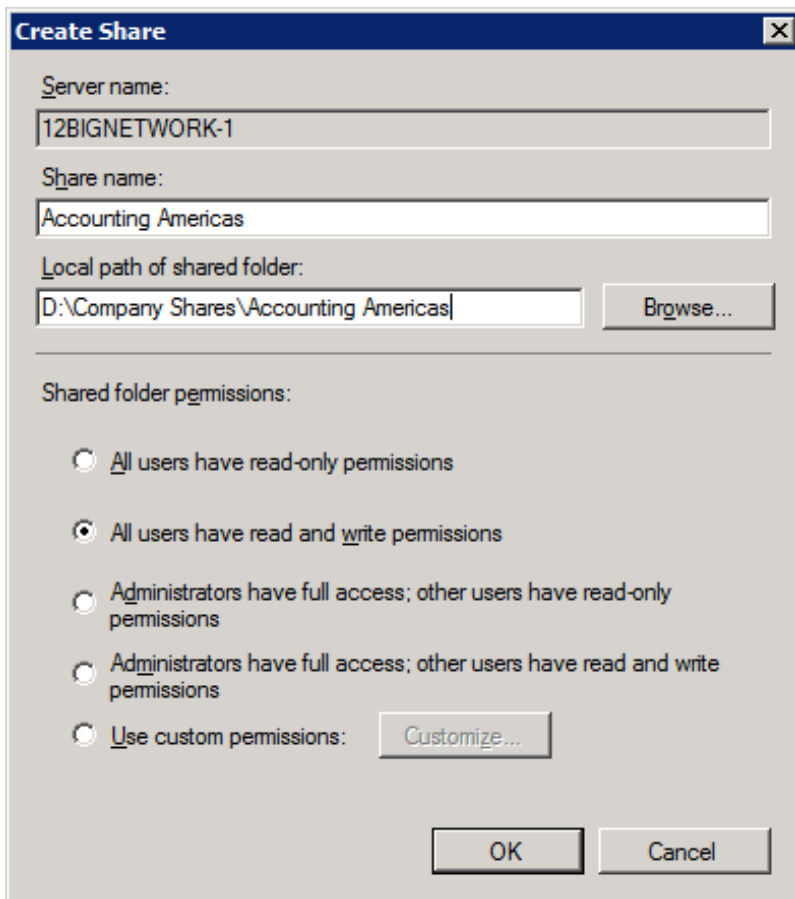 Create Share
Server name:
12BIGNETWORK-1
Share name:
Accounting Americas
Local path of shared folder:
D:\Company Shares\Accounting Americas
Browse...
Shared folder permissions:
All users have read-only permissions
All users have read and write permissions
Administrators have full access; other users have read-only
permissions
Administrators have full access; other users have read and write
permissions
Use custom permissions:
Customize...
OK
Cancel